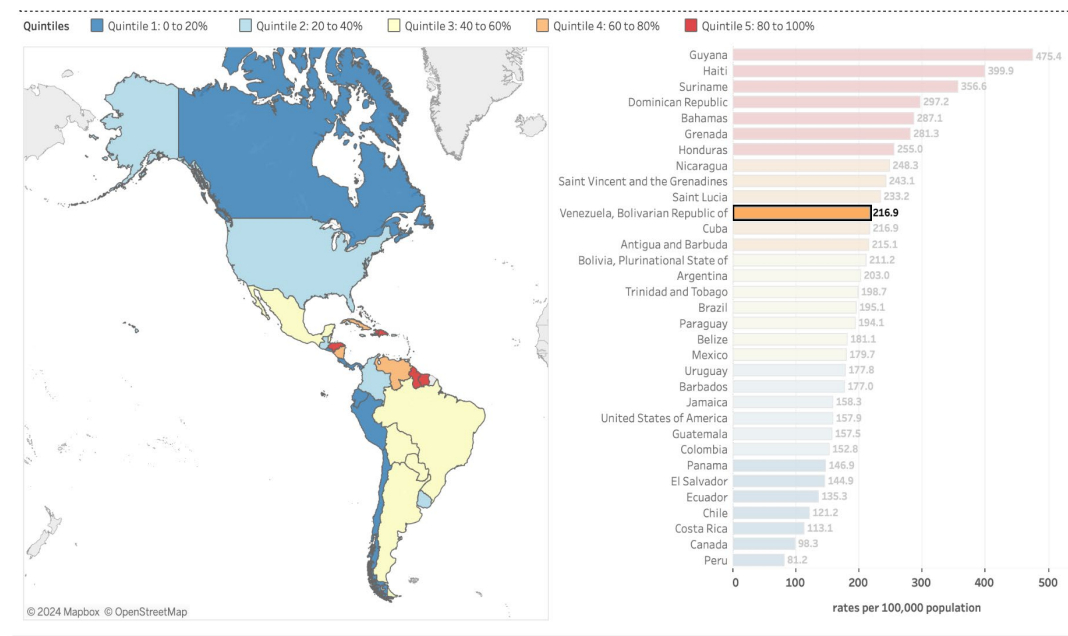 Quintiles Quintile 1: 0 to 20% Quintile 2: 20 to 40% Quintile 3: 40 to 60% Quintile 4: 60 to 80% Quintile 5: 80 to 100%
© 2024 Mapbox © OpenStreetMap
Guyana 475.4
Haiti 399.9
Suriname 356.6
Dominican Republic 297.2
Bahamas 287.1
Grenada 281.3
Honduras 255.0
Nicaragua 248.3
Saint Vincent and the Grenadines 243.1
Saint Lucia 233.2
Venezuela, Bolivarian Republic of 216.9
Cuba 216.9
Antigua and Barbuda 215.1
Bolivia, Plurinational State of 211.2
Argentina 203.0
Trinidad and Tobago 198.7
Brazil 195.1
Paraguay 194.1
Belize 181.1
Mexico 179.7
Uruguay 177.8
Barbados 177.0
Jamaica 158.3
United States of America 157.9
Guatemala 157.5
Colombia 152.8
Panama 146.9
El Salvador 144.9
Ecuador 135.3
Chile 121.2
Costa Rica 113.1
Canada 98.3
Peru 81.2
0 100 200 300 400 500
rates per 100,000 population